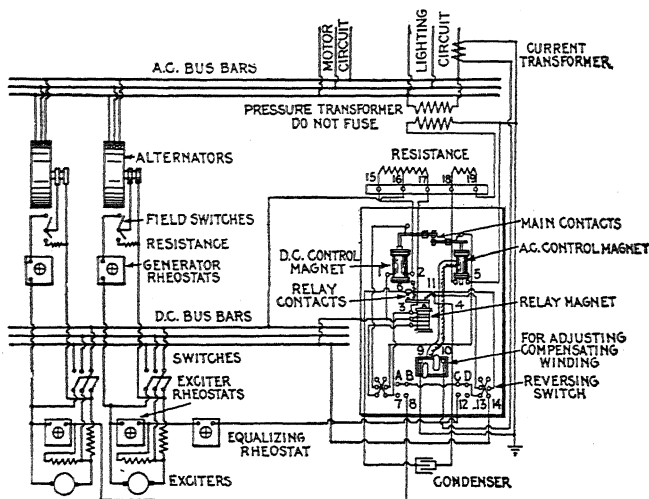 MOTOR
CIRCUIT
LIGHTING
CIRCUIT
CURRENT
TRANSFORMER
A.C. BUS BARS
PRESSURE TRANSFORMER
DO NOT FUSE
RESISTANCE
15 16 17 18 19
ALTERNATORS
FIELD SWITCHES
RESISTANCE
GENERATOR
RHEOSTATS
MAIN CONTACTS
A.C. CONTROL MAGNET
D.C. CONTROL
MAGNET
1 2 5
6 11
RELAY
CONTACTS
3 4
RELAY MAGNET
D.C. BUS BARS
9 10
FOR ADJUSTING
COMPENSATING
WINDING
SWITCHES
EXCITER
RHEOSTATS
A B C D
REVERSING
SWITCH
7 8 12 13 14
EQUALIZING
RHEOSTAT
EXCITERS
CONDENSER